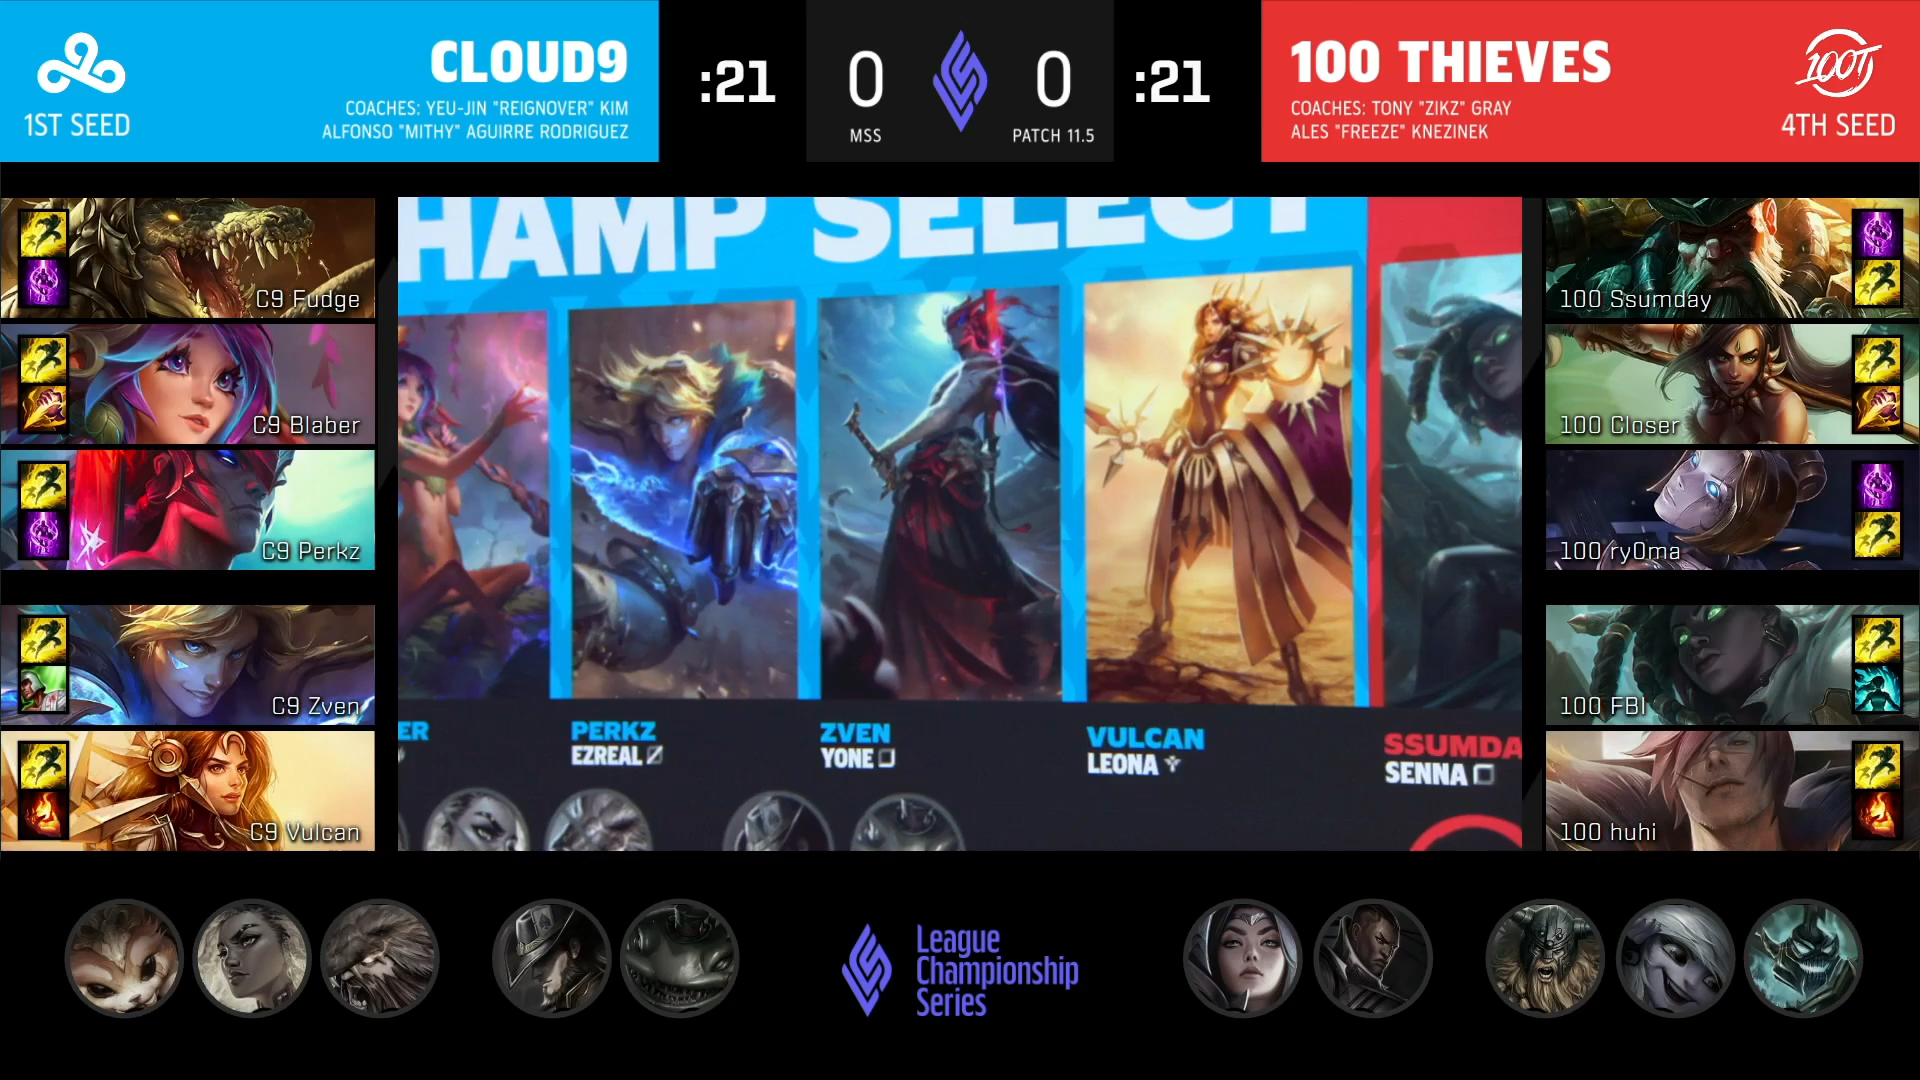 CLOUD9
COACHES: YEU-JIN "REIGNOVER" KIM
ALFONSO "MITHY" AGUIRRE RODRIGUEZ
1ST SEED
:21
0
MSS
0
PATCH 11.5
:21
100 THIEVES
COACHES: TONY "ZIKZ" GRAY
ALES "FREEZE" KNEZINEK
100T
4TH SEED
C9 Fudge
C9 Blaber
C9 Perkz
C9 Zven
C9 Vulcan
HAMP SELECT
ER
PERKZ
EZREAL
ZVEN
YONE
VULCAN
LEONA
SSUMDA
SENNA
100 Ssumday
100 Closer
100 ry0ma
100 FBI
100 huhi
League
Championship
Series